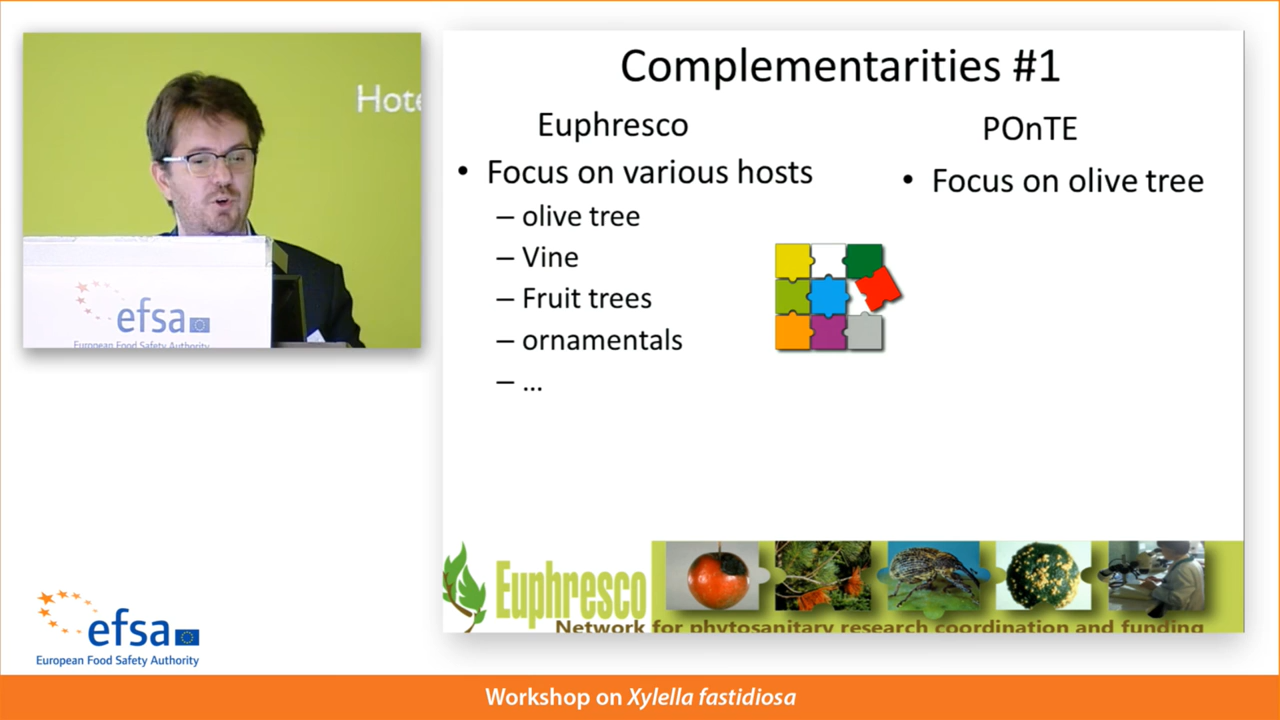 Hote
efsa
European Food Safety Authority
Complementarities #1
Euphresco
• Focus on various hosts
– olive tree
– Vine
– Fruit trees
– ornamentals
– ...
POnTE
• Focus on olive tree
Euphresco
Network for phytosanitary research coordination and funding
efsa
European Food Safety Authority
Workshop on Xylella fastidiosa